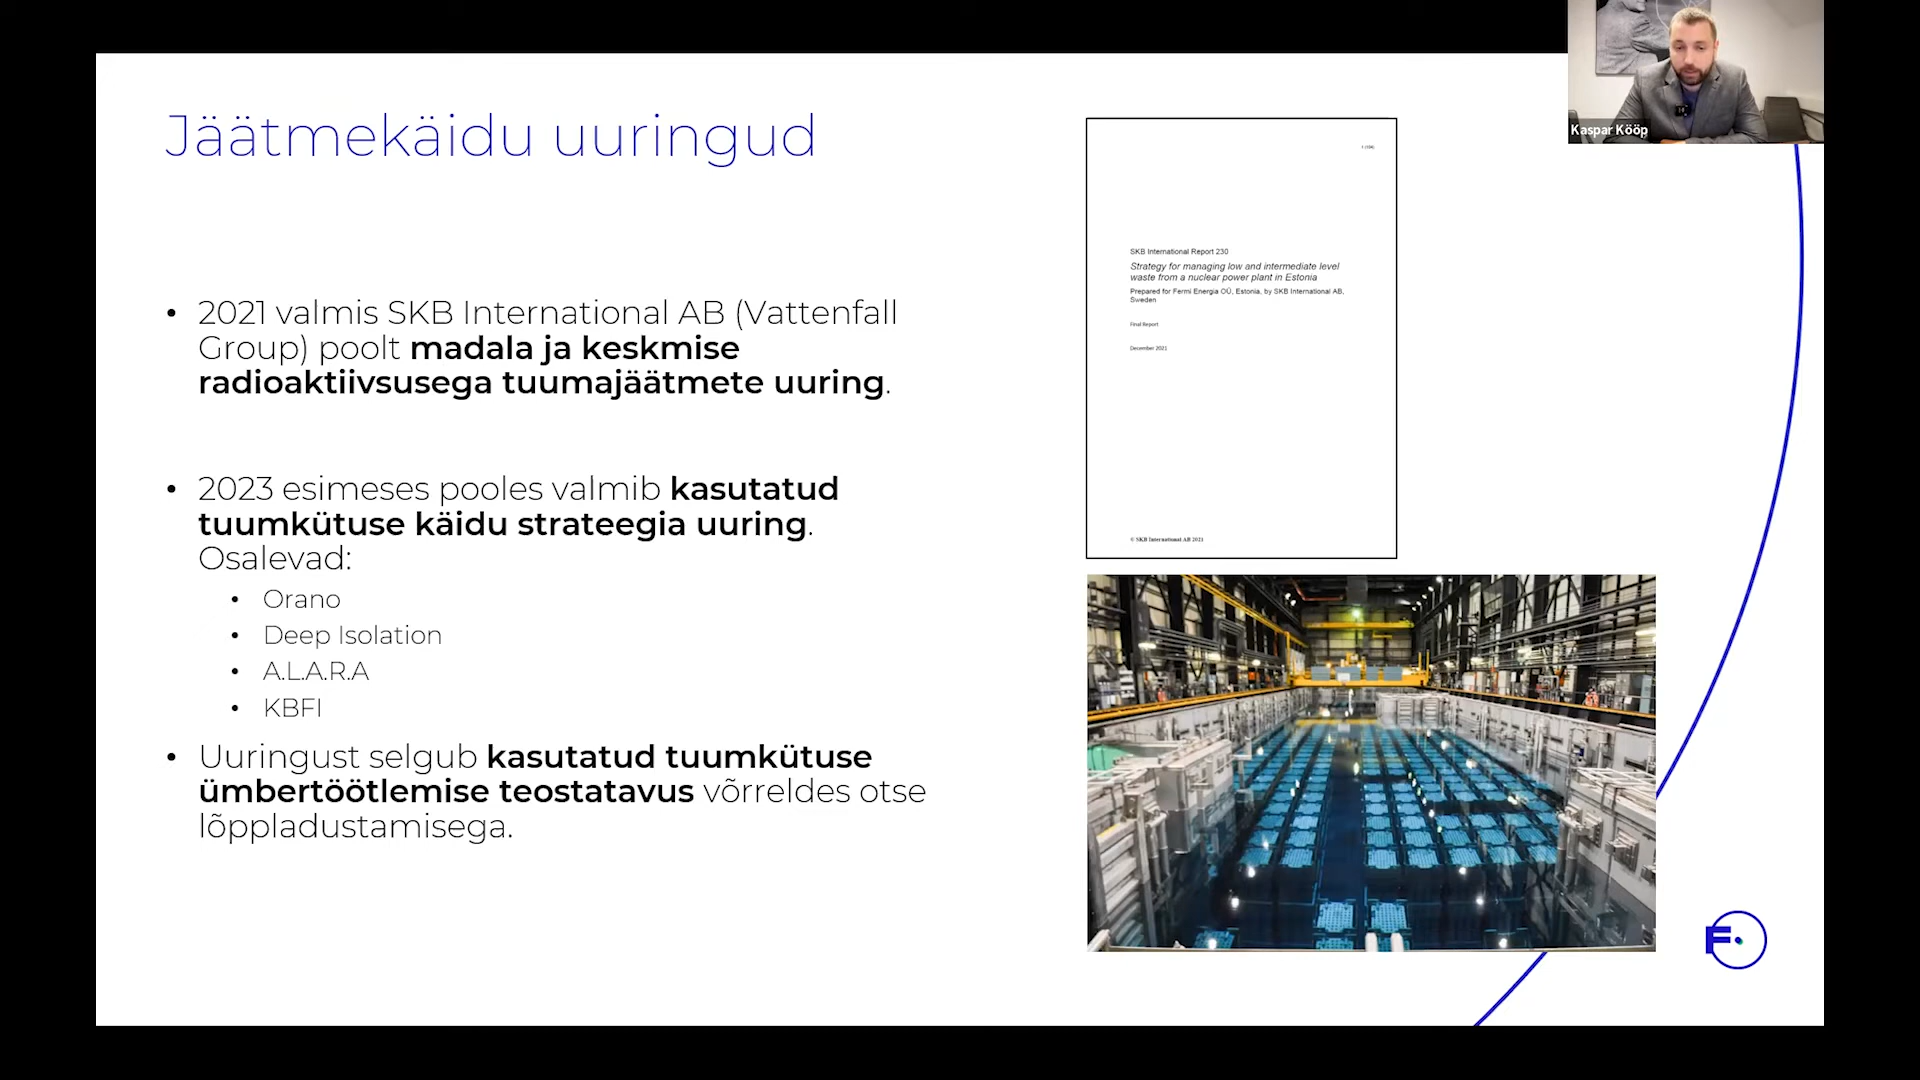 Jäätmekäidu uuringud
• 2021 valmis SKB International AB (Vattenfall
Group) poolt madala ja keskmise
radioaktiivsusega tuumajäätmete uuring.
• 2023 esimeses pooles valmib kasutatud
tuumkütuse käidu strateegia uuring.
Osalevad:
• Orano
• Deep Isolation
• A.L.A.R.A
• KBFI
• Uuringust selgub kasutatud tuumkütuse
ümbertöötlemise teostatavus võrreldes otse
lõppladustamisega.
SKB International Report 230
Strategy for managing low and intermediate level
waste from a nuclear power plant in Estonia
Prepared for Fermi Energia OÜ, Estonia, by SKB International AB,
Sweden
Final Report
December 2021
© SKB International AB 2021
Kaspar Kööp
F